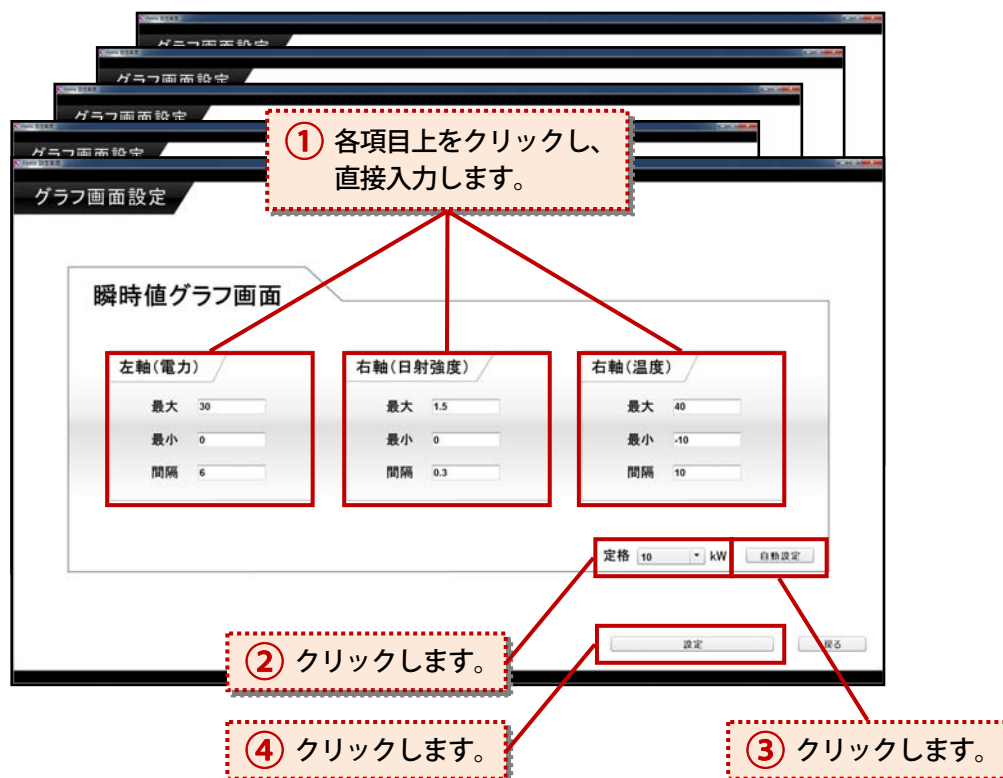 グラフ画面設定
グラフ画面設定
グラフ画面設定
グラフ画面設定
グラフ画面設定
① 各項目上をクリックし、
直接入力します。
瞬時値グラフ画面
左軸(電力)
最大 30
最小 0
間隔 6
右軸(日射強度)
最大 1.5
最小 0
間隔 0.3
右軸(温度)
最大 40
最小 -10
間隔 10
定格 10 kW 自動設定
設定 戻る
② クリックします。
④ クリックします。
③ クリックします。